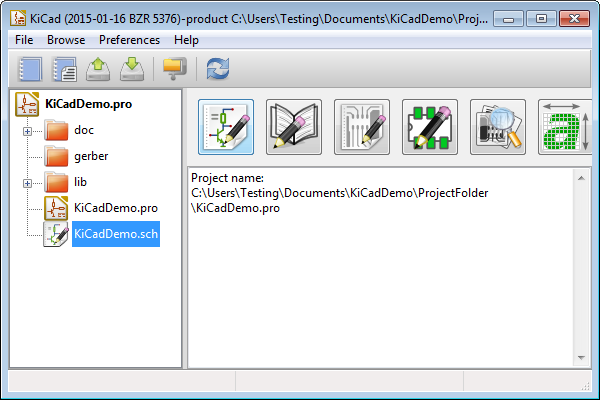 KiCad (2015-01-16 BZR 5376)-product C:\Users\Testing\Documents\KiCadDemo\Proj...
File Browse Preferences Help
KiCadDemo.pro
doc
gerber
lib
KiCadDemo.pro
KiCadDemo.sch
a
Project name:
C:\Users\Testing\Documents\KiCadDemo\ProjectFolder
\KiCadDemo.pro